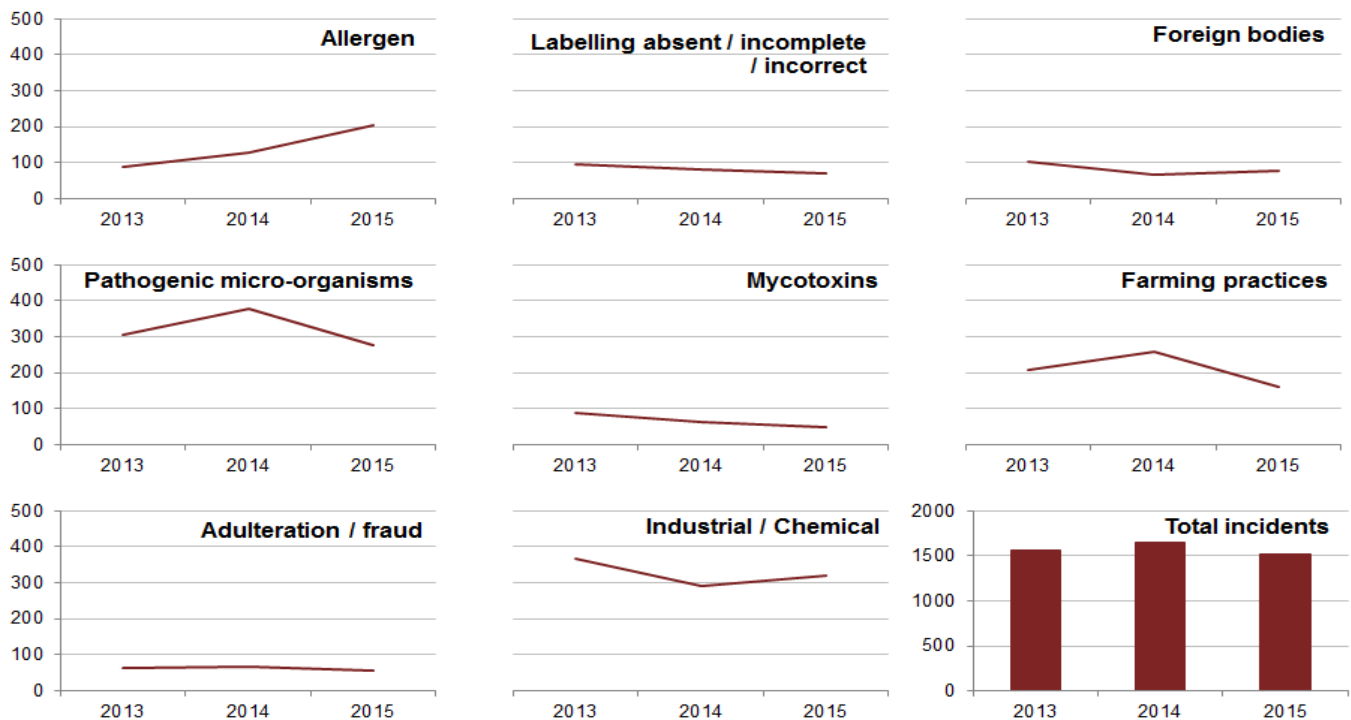 500
400
300
200
100
0
Allergen
2013 2014 2015
Labelling absent / incomplete
/ incorrect
2013 2014 2015
Foreign bodies
2013 2014 2015
500
400
300
200
100
0
Pathogenic micro-organisms
2013 2014 2015
Mycotoxins
2013 2014 2015
Farming practices
2013 2014 2015
500
400
300
200
100
0
Adulteration / fraud
2013 2014 2015
Industrial / Chemical
2013 2014 2015
2000
1500
1000
500
0
Total incidents
2013 2014 2015